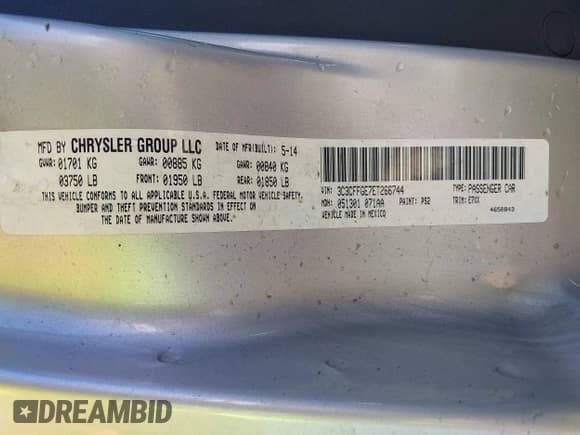 MFD BY CHRYSLER GROUP LLC DATE OF MFR(BUILT): 5-14
GVWR: 01701 KG GAWR: 00885 KG GAWR: 00840 KG
03750 LB FRONT: 01950 LB REAR: 01850 LB
THIS VEHICLE CONFORMS TO ALL APPLICABLE U.S.A. FEDERAL MOTOR VEHICLE SAFETY,
BUMPER AND THEFT PREVENTION STANDARDS IN EFFECT ON
THE DATE OF MANUFACTURE SHOWN ABOVE.
VIN: 3C3CFFGE7ET266744 TYPE: PASSENGER CAR
MDH: 051301 071AA PAINT: PS2 TRIM: E7XX
VEHICLE MADE IN MEXICO 4658843
DREAMBID